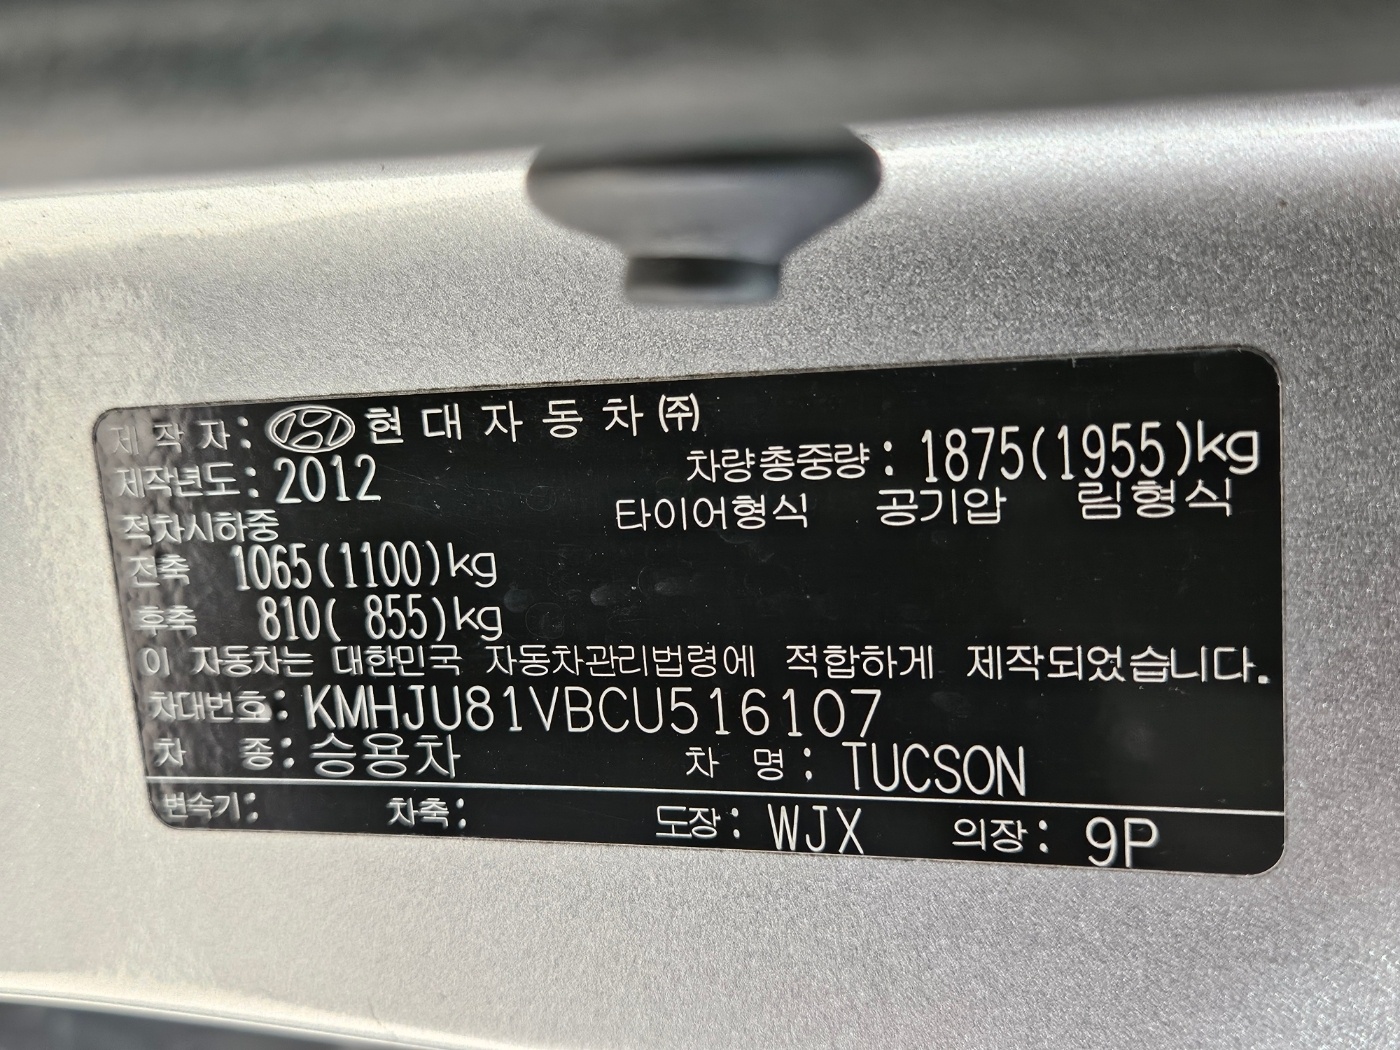 제 작 자 : 현 대 자 동 차 ㈜
제작년도 : 2012 차량총중량 : 1875(1955)kg
적차시하중 타이어형식 공기압 림형식
전축 1065(1100)kg
후축 810( 855)kg
이 자동차는 대한민국 자동차관리법령에 적합하게 제작되었습니다.
차대번호 : KMHJU81VBCU516107
차 종 : 승용차 차 명 : TUCSON
변속기 : 차축 : 도장 : WJX 의장 : 9P